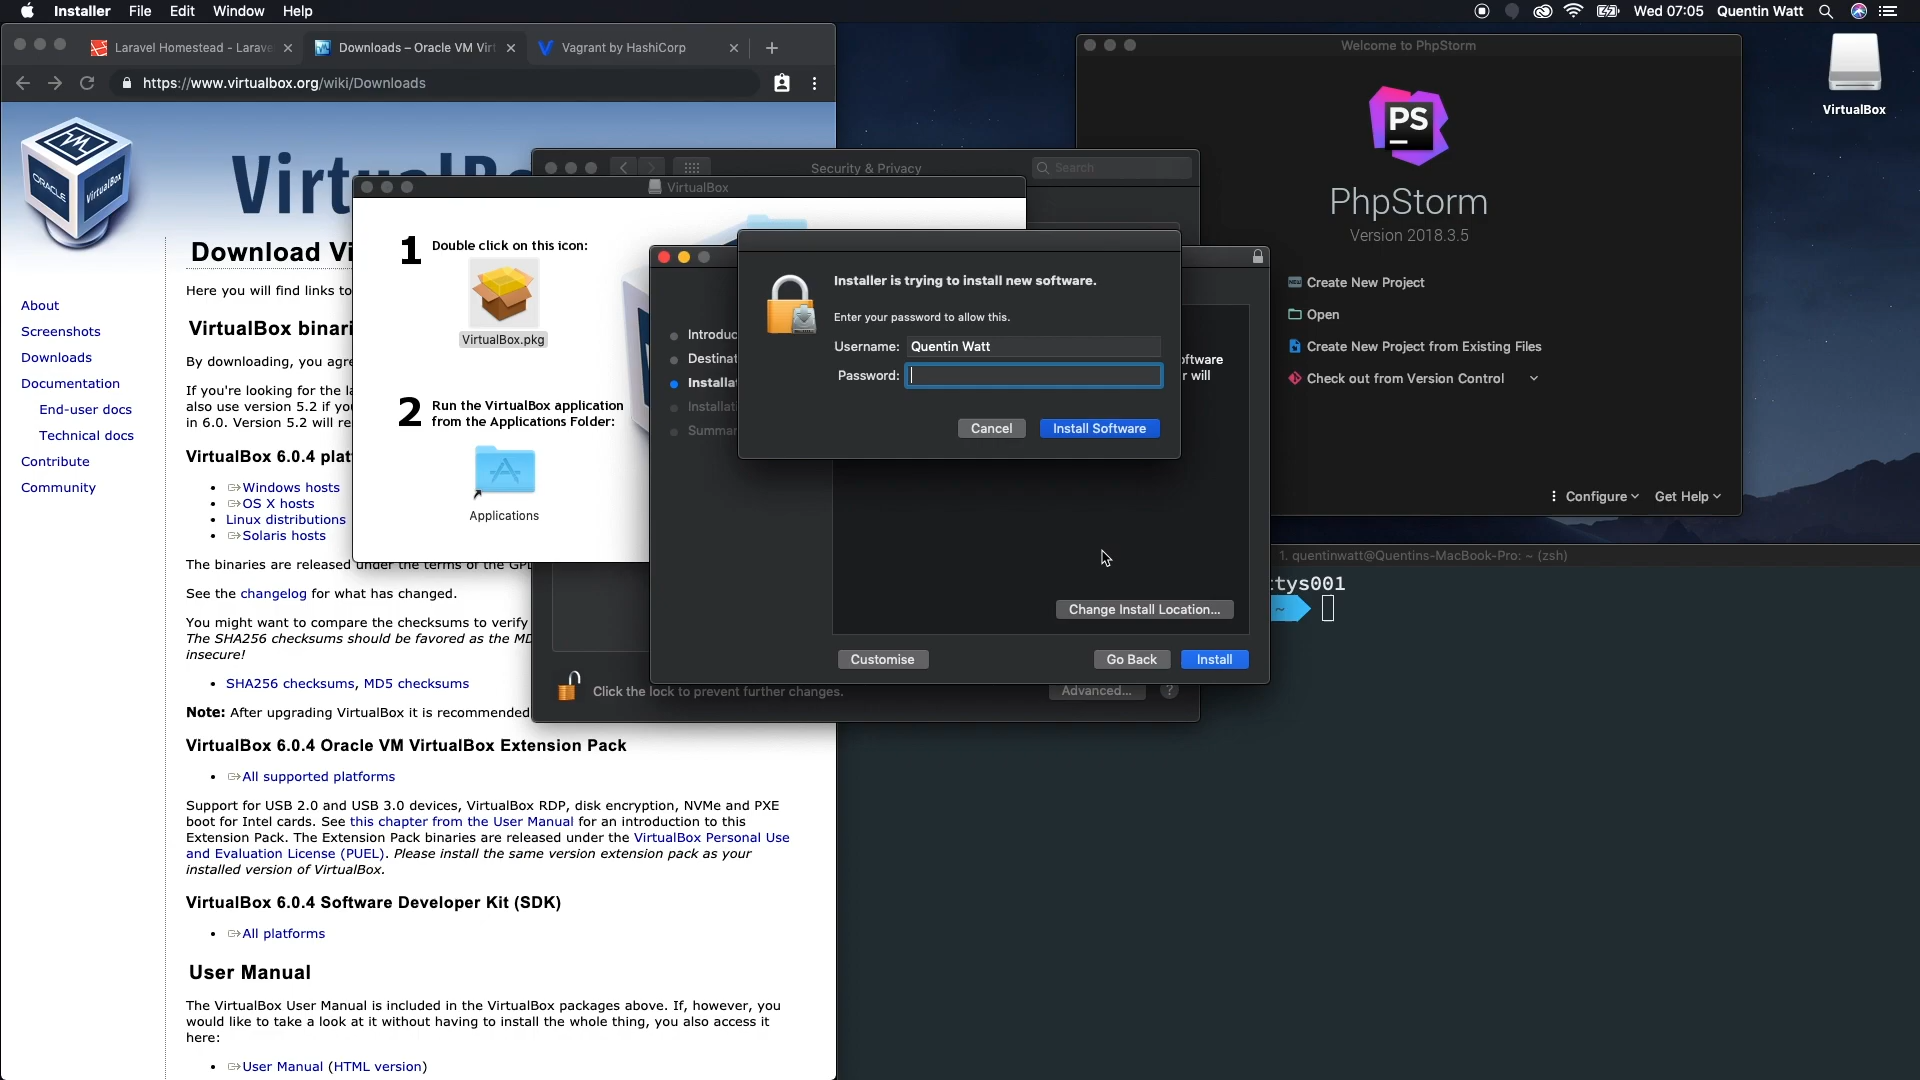 Installer File Edit Window Help
Wed 07:05 Quentin Watt
Laravel Homestead - Larave
Downloads – Oracle VM Virt
Vagrant by HashiCorp
https://www.virtualbox.org/wiki/Downloads
ORACLE
VirtualBox
Download Vi
Here you will find links to
About
Screenshots
Downloads
Documentation
End-user docs
Technical docs
Contribute
Community
VirtualBox binari
By downloading, you agre
If you're looking for the la
also use version 5.2 if you
in 6.0. Version 5.2 will re
VirtualBox 6.0.4 plat
Windows hosts
OS X hosts
Linux distributions
Solaris hosts
The binaries are released under the terms of the GPL
See the changelog for what has changed.
You might want to compare the checksums to verify
The SHA256 checksums should be favored as the MD
insecure!
SHA256 checksums, MD5 checksums
Note: After upgrading VirtualBox it is recommended
VirtualBox 6.0.4 Oracle VM VirtualBox Extension Pack
All supported platforms
Support for USB 2.0 and USB 3.0 devices, VirtualBox RDP, disk encryption, NVMe and PXE
boot for Intel cards. See this chapter from the User Manual for an introduction to this
Extension Pack. The Extension Pack binaries are released under the VirtualBox Personal Use
and Evaluation License (PUEL). Please install the same version extension pack as your
installed version of VirtualBox.
VirtualBox 6.0.4 Software Developer Kit (SDK)
All platforms
User Manual
The VirtualBox User Manual is included in the VirtualBox packages above. If, however, you
would like to take a look at it without having to install the whole thing, you also access it
here:
User Manual (HTML version)
Security & Privacy
Search
Click the lock to prevent further changes.
Advanced...
?
VirtualBox
1 Double click on this icon:
VirtualBox.pkg
2 Run the VirtualBox application
from the Applications Folder:
Applications
Introduc
Destinat
Installat
Installati
Summar
oftware
r will
Change Install Location...
Customise
Go Back
Install
Installer is trying to install new software.
Enter your password to allow this.
Username: Quentin Watt
Password:
Cancel
Install Software
Welcome to PhpStorm
PS
PhpStorm
Version 2018.3.5
Create New Project
Open
Create New Project from Existing Files
Check out from Version Control
Configure
Get Help
VirtualBox
1. quentinwatt@Quentins-MacBook-Pro: ~ (zsh)
ttys001
~